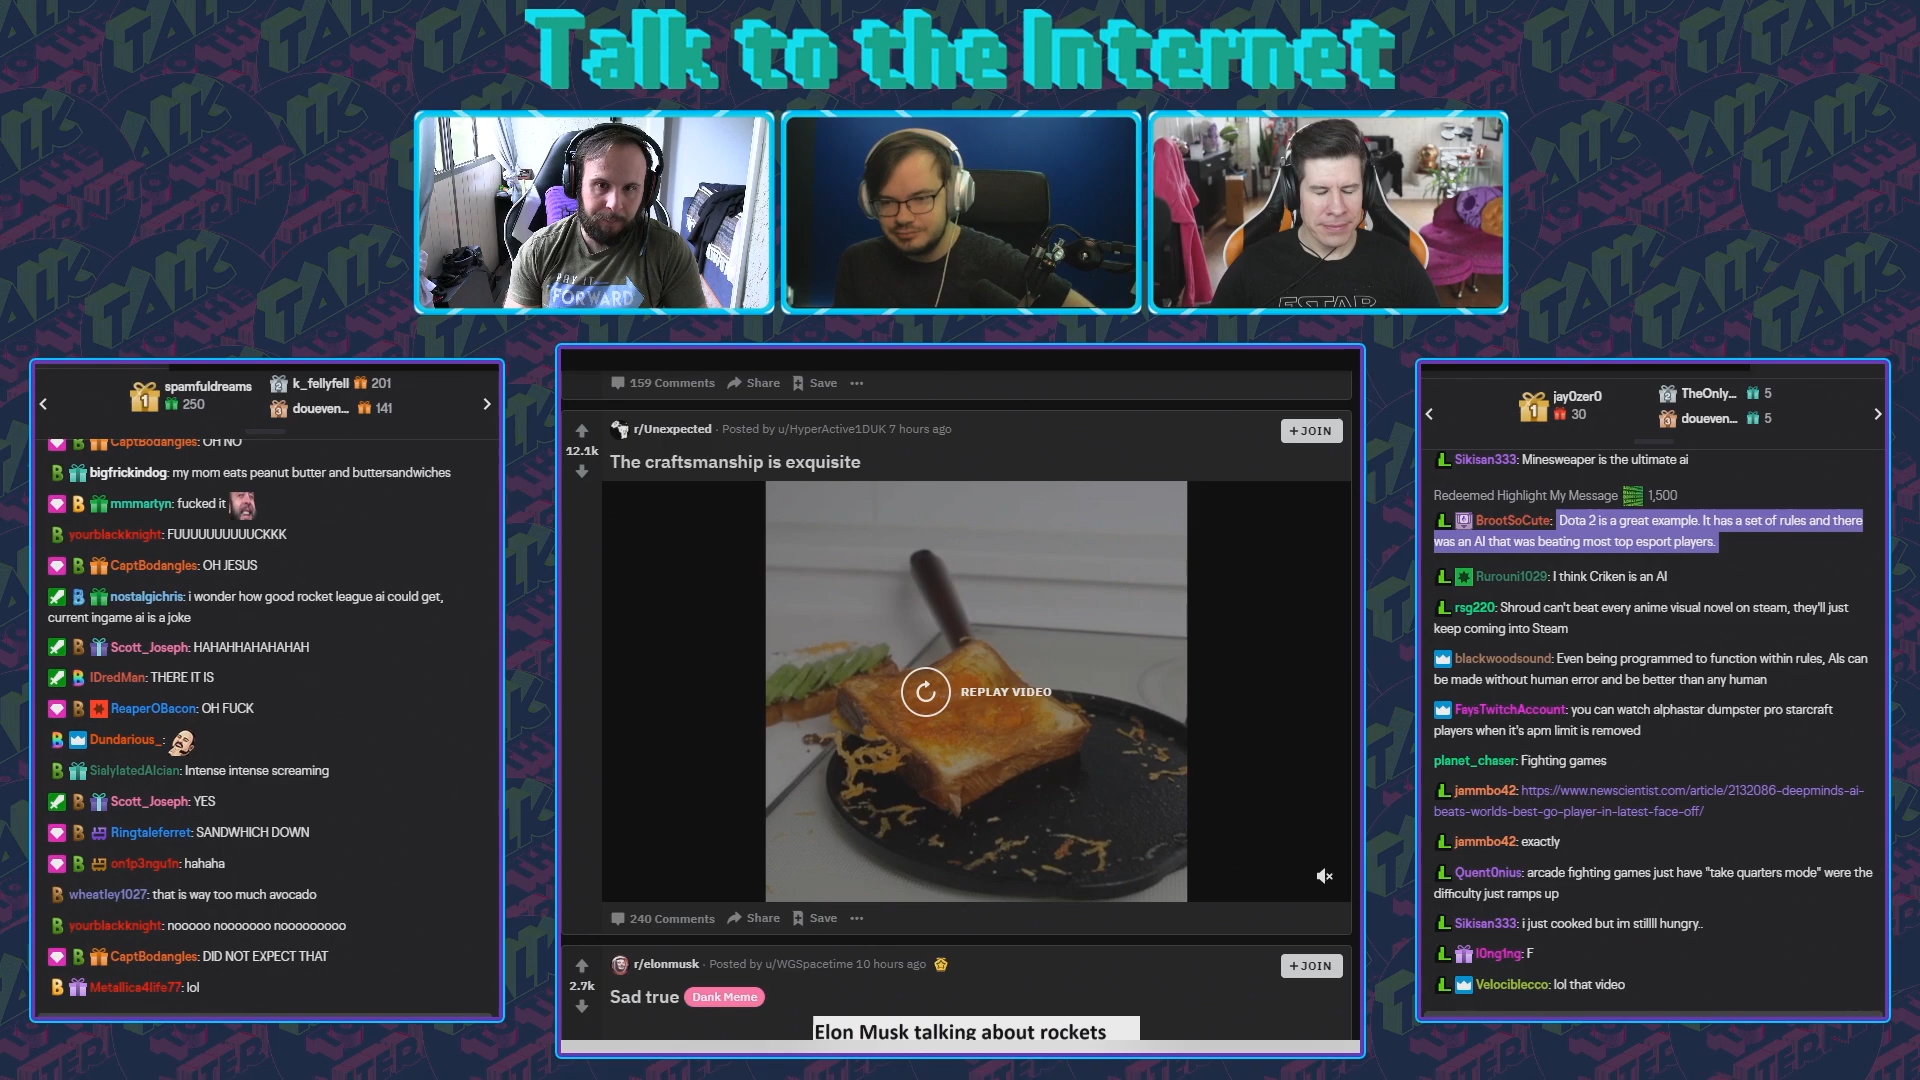 Talk to the Internet
PAY IT
FORWARD
ESTAR
spamfuldreams
250
k_fellyfell 201
doueven... 141
CaptBodangles: OH NO
bigfrickindog: my mom eats peanut butter and buttersandwiches
mmmartyn: fucked it
yourblackknight: FUUUUUUUUUUCKKK
CaptBodangles: OH JESUS
nostalgichris: i wonder how good rocket league ai could get,
current ingame ai is a joke
Scott_Joseph: HAHAHHAHAHAHAH
IDredMan: THERE IT IS
ReaperOBacon: OH FUCK
Dundarious_:
SialylatedAlcian: Intense intense screaming
Scott_Joseph: YES
Ringtaleferret: SANDWHICH DOWN
on1p3ngu1n: hahaha
wheatley1027: that is way too much avocado
yourblackknight: nooooo nooooooo nooooooooo
CaptBodangles: DID NOT EXPECT THAT
Metallica4life77: lol
159 Comments Share Save
12.1k
r/Unexpected · Posted by u/HyperActive1DUK 7 hours ago
+JOIN
The craftsmanship is exquisite
REPLAY VIDEO
240 Comments Share Save
2.7k
r/elonmusk · Posted by u/WGSpacetime 10 hours ago
+JOIN
Sad true Dank Meme
Elon Musk talking about rockets
jay0zer0
30
TheOnly... 5
doueven... 5
Sikisan333: Minesweaper is the ultimate ai
Redeemed Highlight My Message 1,500
BrootSoCute: Dota 2 is a great example. It has a set of rules and there
was an AI that was beating most top esport players.
Rurouni1029: I think Criken is an AI
rsg220: Shroud can't beat every anime visual novel on steam, they'll just
keep coming into Steam
blackwoodsound: Even being programmed to function within rules, AIs can
be made without human error and be better than any human
FaysTwitchAccount: you can watch alphastar dumpster pro starcraft
players when it's apm limit is removed
planet_chaser: Fighting games
jammbo42: https://www.newscientist.com/article/2132086-deepminds-ai-
beats-worlds-best-go-player-in-latest-face-off/
jammbo42: exactly
Quent0nius: arcade fighting games just have "take quarters mode" were the
difficulty just ramps up
Sikisan333: i just cooked but im stillll hungry..
l0ng1ng: F
Velociblecco: lol that video